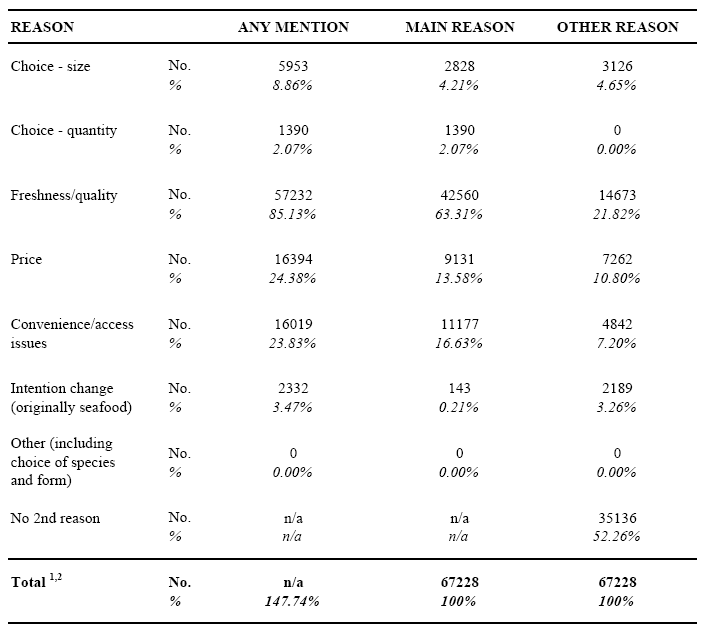 REASON ANY MENTION MAIN REASON OTHER REASON
Choice - size No. 5953 2828 3126
% 8.86% 4.21% 4.65%
Choice - quantity No. 1390 1390 0
% 2.07% 2.07% 0.00%
Freshness/quality No. 57232 42560 14673
% 85.13% 63.31% 21.82%
Price No. 16394 9131 7262
% 24.38% 13.58% 10.80%
Convenience/access No. 16019 11177 4842
issues % 23.83% 16.63% 7.20%
Intention change No. 2332 143 2189
(originally seafood) % 3.47% 0.21% 3.26%
Other (including
choice of species No. 0 0 0
and form) % 0.00% 0.00% 0.00%
No 2nd reason No. n/a n/a 35136
% n/a n/a 52.26%
Total 1,2 No. n/a 67228 67228
% 147.74% 100% 100%